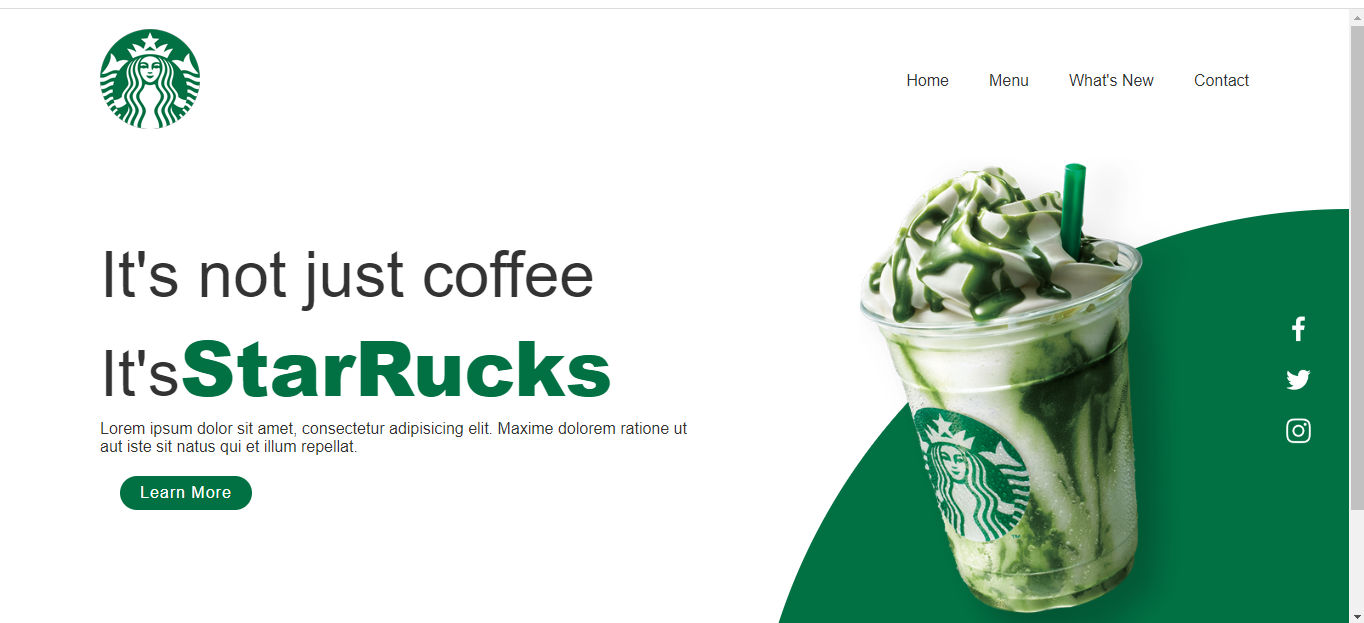 Home Menu What's New Contact
It's not just coffee
It'sStarRucks
Lorem ipsum dolor sit amet, consectetur adipisicing elit. Maxime dolorem ratione ut
aut iste sit natus qui et illum repellat.
Learn More